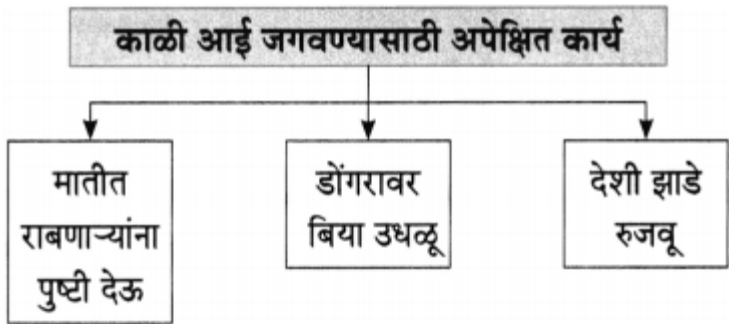 काळी आई जगवण्यासाठी अपेक्षित कार्य
मातीत
राबणाऱ्यांना
पुष्टी देऊ
डोंगरावर
बिया उधळू
देशी झाडे
रुजवू